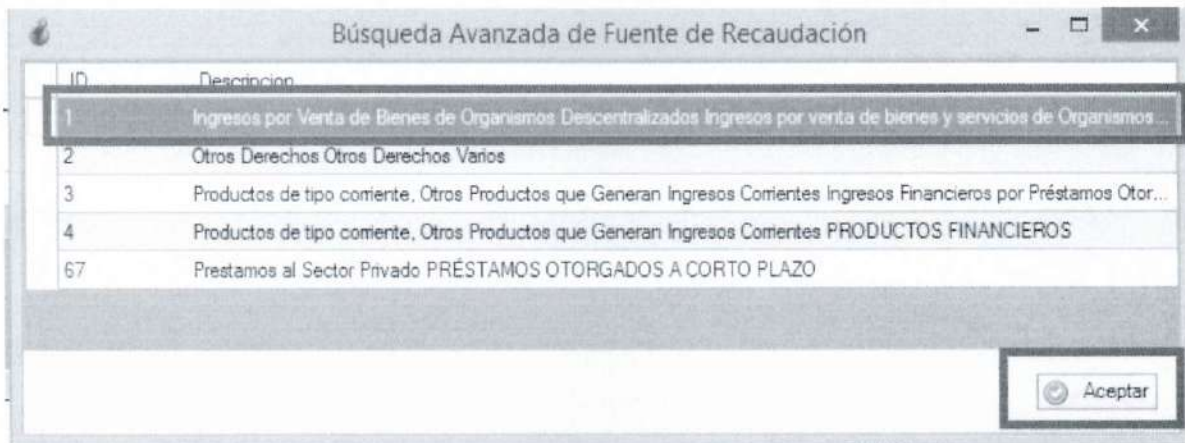 Búsqueda Avanzada de Fuente de Recaudación
ID Descripcion
1 Ingresos por Venta de Bienes de Organismos Descentralizados Ingresos por venta de bienes y servicios de Organismos ...
2 Otros Derechos Otros Derechos Varios
3 Productos de tipo corriente, Otros Productos que Generan Ingresos Corrientes Ingresos Financieros por Préstamos Otor...
4 Productos de tipo corriente, Otros Productos que Generan Ingresos Corrientes PRODUCTOS FINANCIEROS
67 Prestamos al Sector Privado PRÉSTAMOS OTORGADOS A CORTO PLAZO
Aceptar